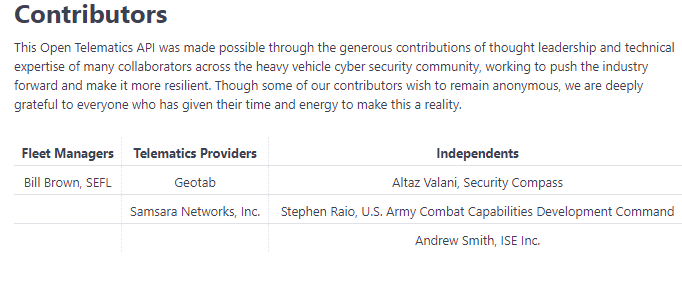 Contributors
This Open Telematics API was made possible through the generous contributions of thought leadership and technical
expertise of many collaborators across the heavy vehicle cyber security community, working to push the industry
forward and make it more resilient. Though some of our contributors wish to remain anonymous, we are deeply
grateful to everyone who has given their time and energy to make this a reality.
Fleet Managers Telematics Providers Independents
Bill Brown, SEFL Geotab Altaz Valani, Security Compass
Samsara Networks, Inc. Stephen Raio, U.S. Army Combat Capabilities Development Command
Andrew Smith, ISE Inc.